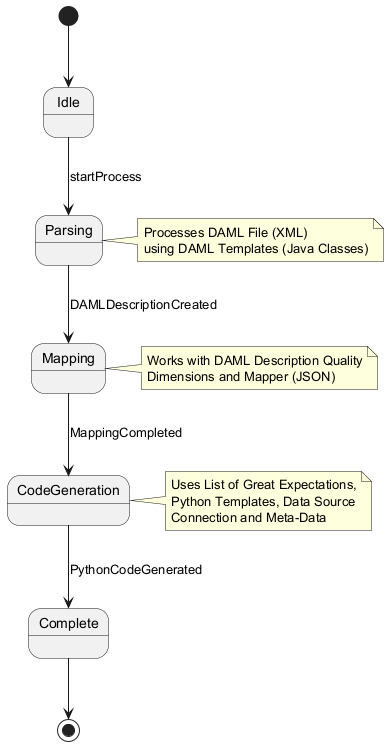 Idle
startProcess
Parsing
Processes DAML File (XML)
using DAML Templates (Java Classes)
DAMLDescriptionCreated
Mapping
Works with DAML Description Quality
Dimensions and Mapper (JSON)
MappingCompleted
CodeGeneration
Uses List of Great Expectations,
Python Templates, Data Source
Connection and Meta-Data
PythonCodeGenerated
Complete